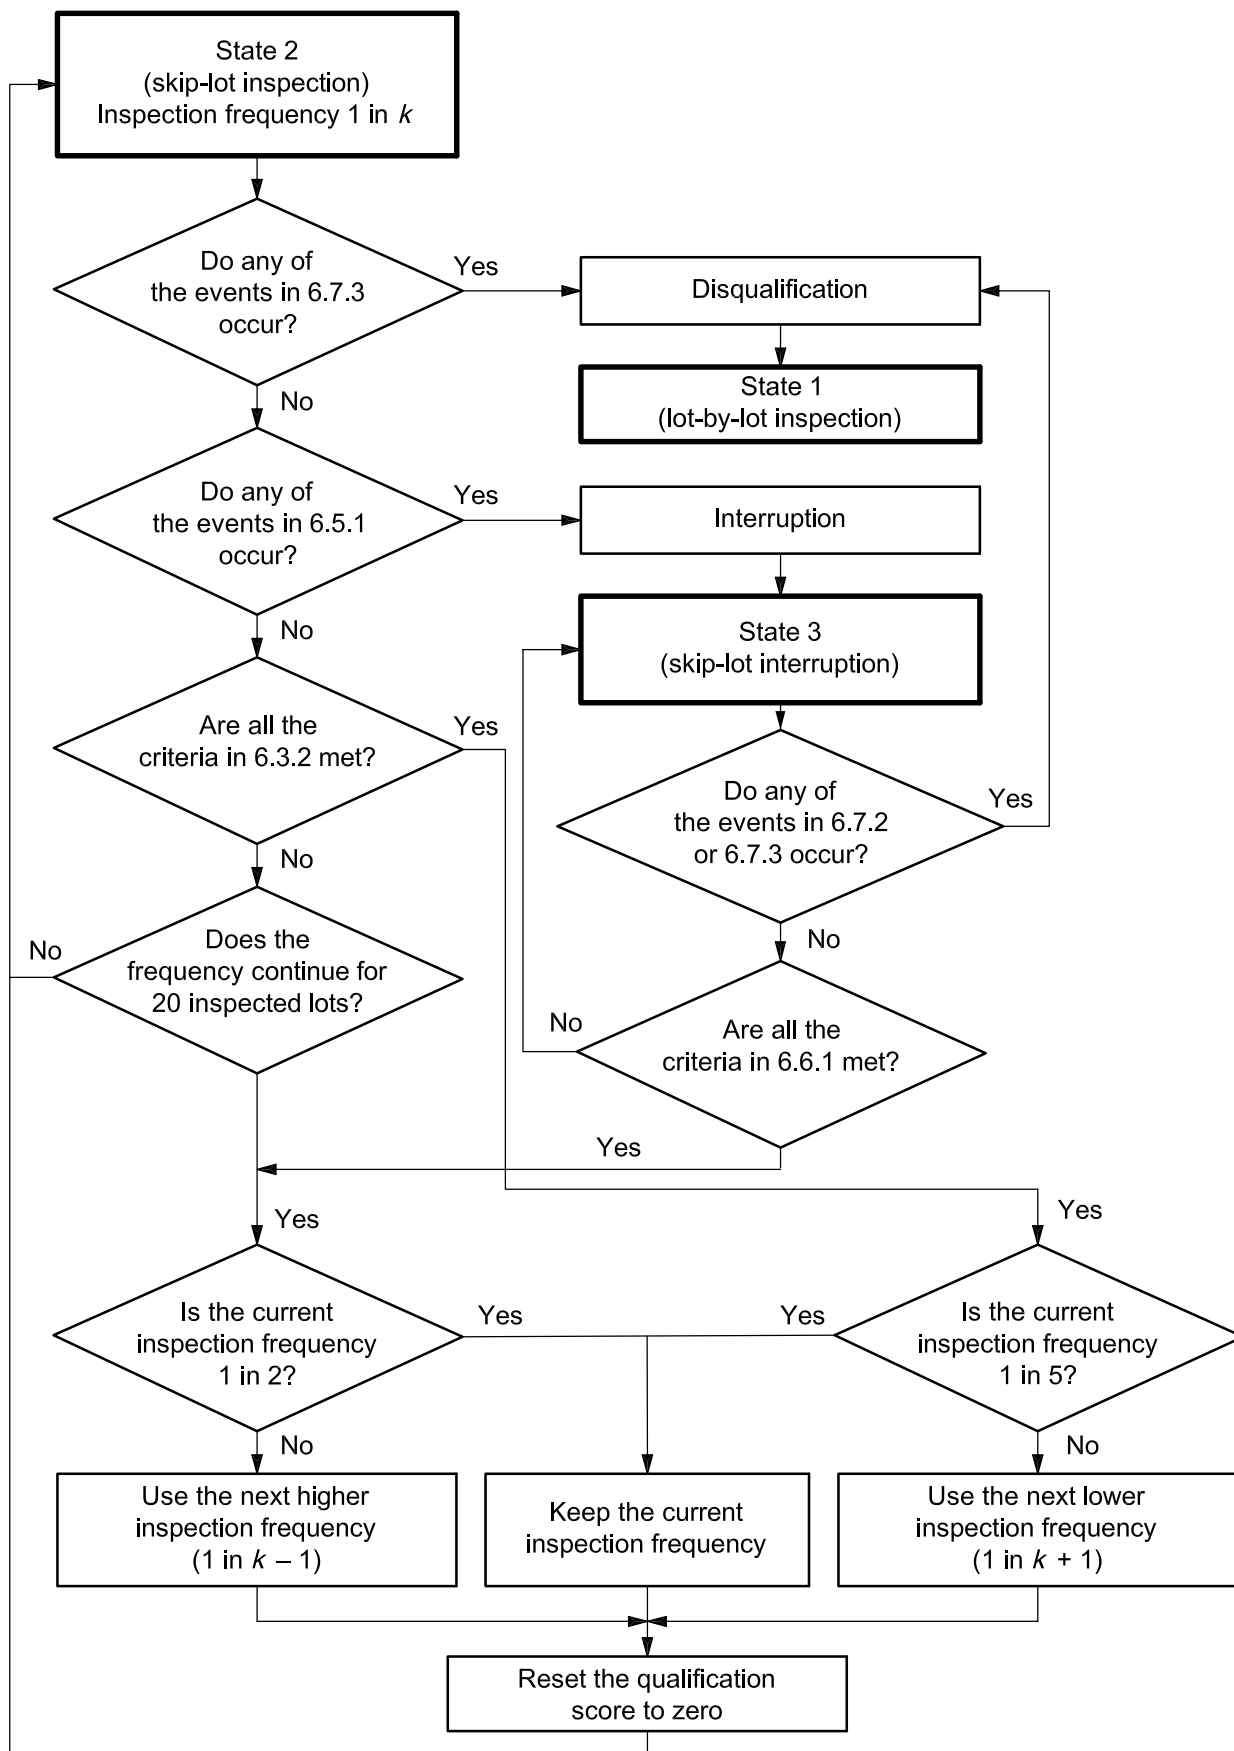 State 2
(skip-lot inspection)
Inspection frequency 1 in k
Do any of
the events in 6.7.3
occur?
Yes
Disqualification
No
State 1
(lot-by-lot inspection)
Do any of
the events in 6.5.1
occur?
Yes
Interruption
No
State 3
(skip-lot interruption)
Are all the
criteria in 6.3.2 met?
Yes
Do any of
the events in 6.7.2
or 6.7.3 occur?
Yes
No
No
Does the
frequency continue for
20 inspected lots?
No
Are all the
criteria in 6.6.1 met?
No
Yes
Yes
Yes
Is the current
inspection frequency
1 in 2?
Yes
Yes
Is the current
inspection frequency
1 in 5?
No
No
Use the next higher
inspection frequency
(1 in k – 1)
Keep the current
inspection frequency
Use the next lower
inspection frequency
(1 in k + 1)
Reset the qualification
score to zero